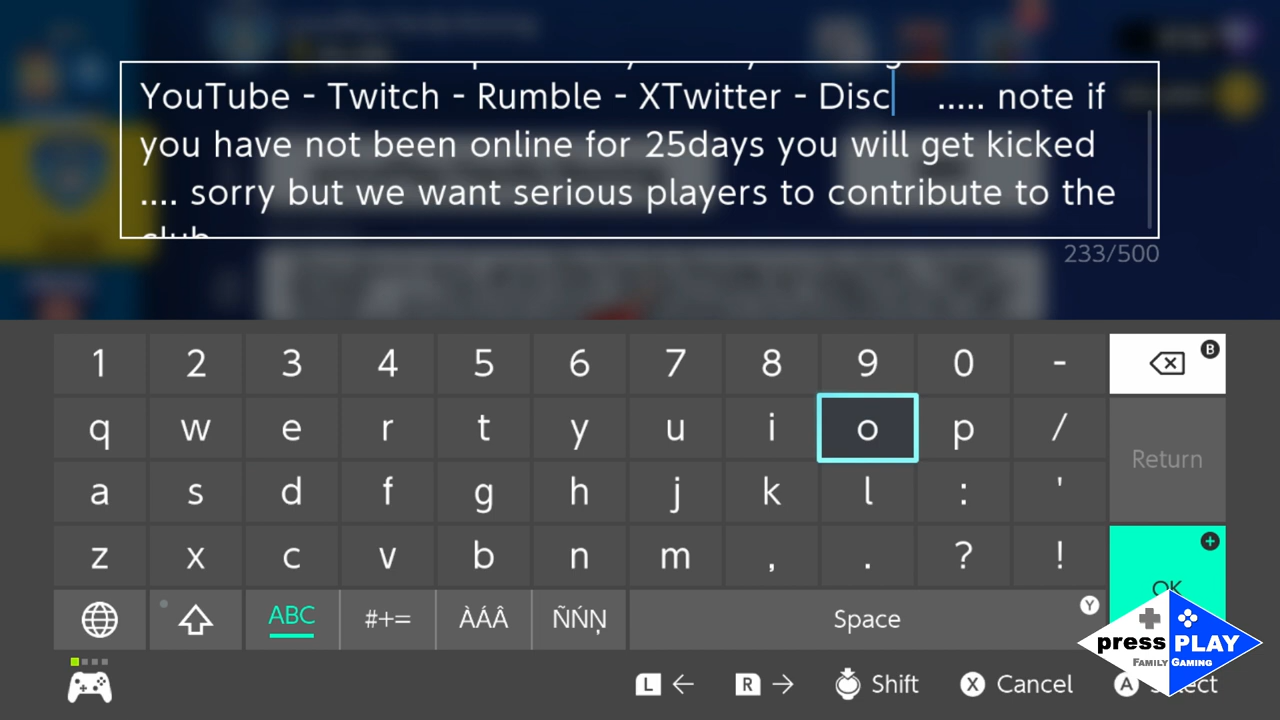 YouTube - Twitch - Rumble - XTwitter - Disc ..... note if
you have not been online for 25days you will get kicked
.... sorry but we want serious players to contribute to the
club
233/500
1 2 3 4 5 6 7 8 9 0 - B
q w e r t y u i o p /
Return
a s d f g h j k l : '
z x c v b n m , . ? ! +
OK
ABC #+= ÀÁÂ ÑŃŅ Space Y
press PLAY
FAMILY GAMING
L ← R → Shift X Cancel A Select